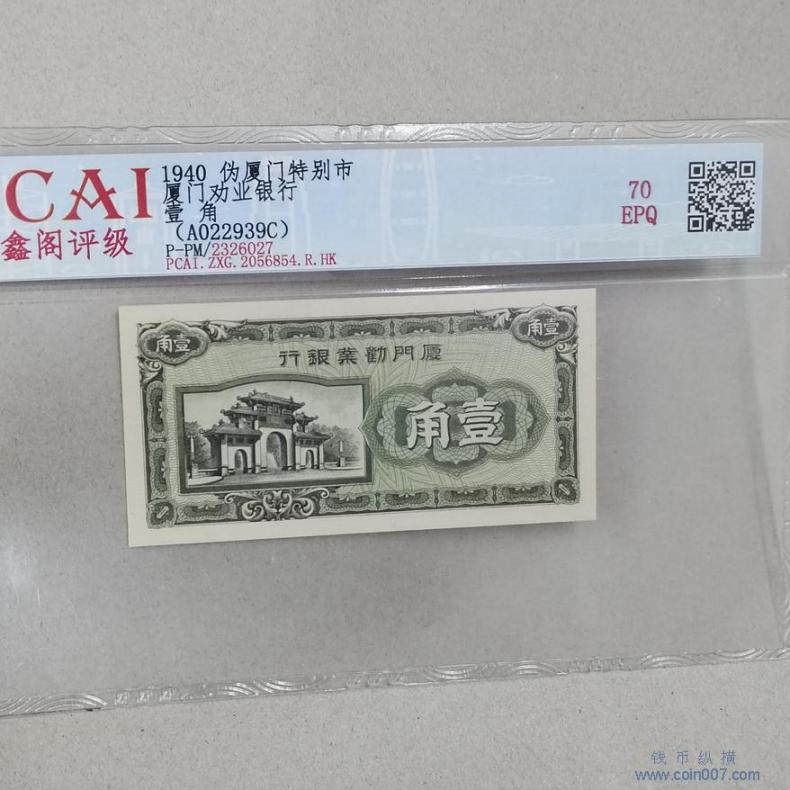 CAI
鑫阁评级
1940 伪厦门特别市
厦门劝业银行
壹 角
(A022939C)
P-PM/2326027
PCAI.ZXG.2056854.R.HK
70
EPQ
角壹
角壹
行銀業勸門廈
角壹
钱币纵横
www.coin007.com